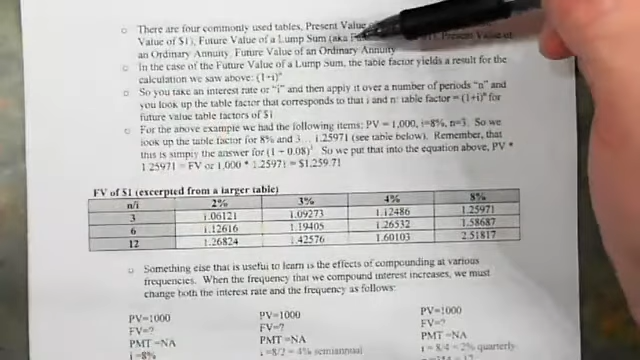 o There are four commonly used tables, Present Value
Value of $1), Future Value of a Lump Sum (aka Present Value of
an Ordinary Annuity, Future Value of an Ordinary Annuity
o In the case of the Future Value of a Lump Sum, the table factor yields a result for the
calculation we saw above: (1+i)ⁿ
o So you take an interest rate or "i" and then apply it over a number of periods "n" and
you look up the table factor that corresponds to that i and n: table factor = (1+i)ⁿ for
future value table factors of $1
o For the above example we had the following items: PV = 1,000, i=8%, n=3. So we
look up the table factor for 8% and 3… 1.25971 (see table below). Remember, that
this is simply the answer for (1 + 0.08)³. So we put that into the equation above, PV *
1.25971 = FV or 1,000 * 1.25971 = $1,259.71
FV of $1 (excerpted from a larger table)
n/i 2% 3% 4% 8%
3 1.06121 1.09273 1.12486 1.25971
6 1.12616 1.19405 1.26532 1.58687
12 1.26824 1.42576 1.60103 2.51817
o Something else that is useful to learn is the effects of compounding at various
frequencies. When the frequency that we compound interest increases, we must
change both the interest rate and the frequency as follows:
PV=1000 PV=1000 PV=1000
FV=? FV=? FV=?
PMT=NA PMT=NA PMT=NA
i =8% i =8/2 = 4% semiannual i = 8/4 = 2% quarterly